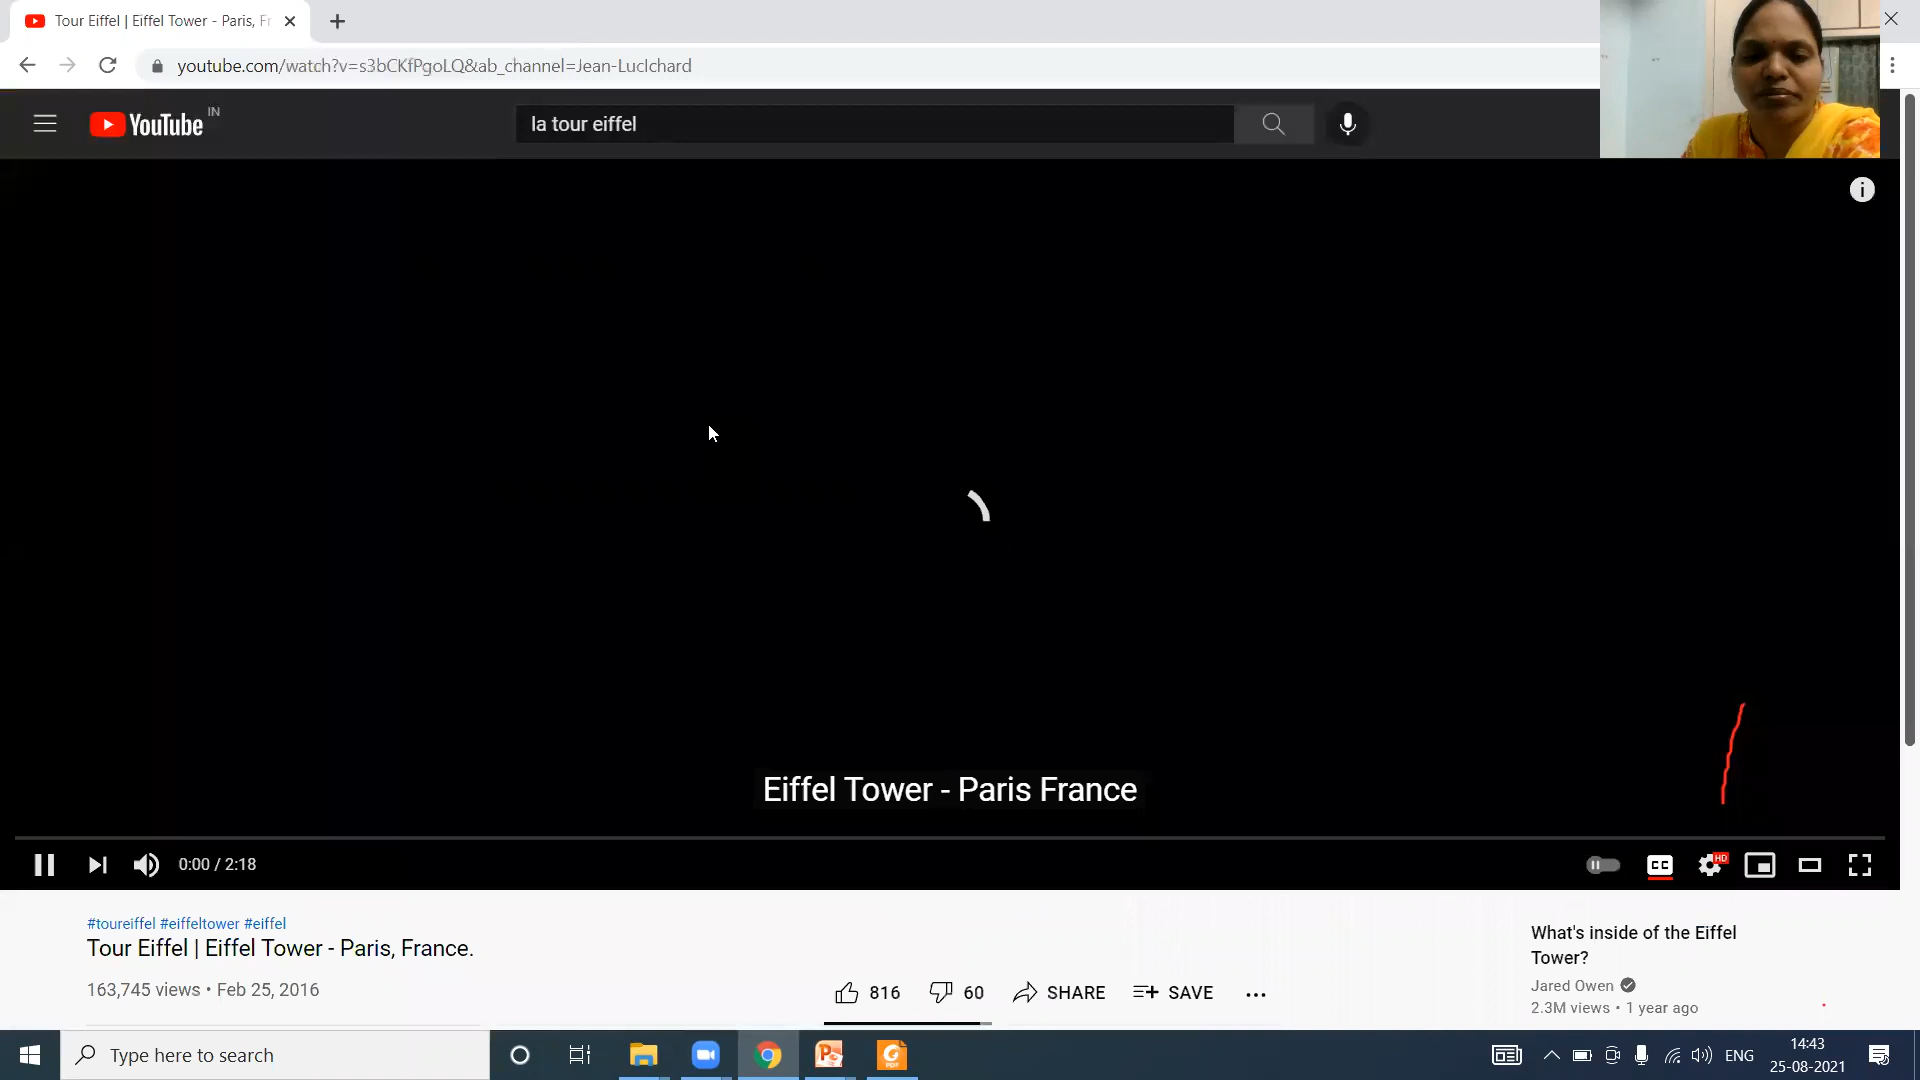 Tour Eiffel | Eiffel Tower - Paris, Fr
youtube.com/watch?v=s3bCKfPgoLQ&ab_channel=Jean-LucIchard
YouTube IN
la tour eiffel
Eiffel Tower - Paris France
0:00 / 2:18
CC
HD
#toureiffel #eiffeltower #eiffel
Tour Eiffel | Eiffel Tower - Paris, France.
163,745 views • Feb 25, 2016
816
60
SHARE
SAVE
What's inside of the Eiffel
Tower?
Jared Owen
2.3M views • 1 year ago
Type here to search
ENG
14:43
25-08-2021